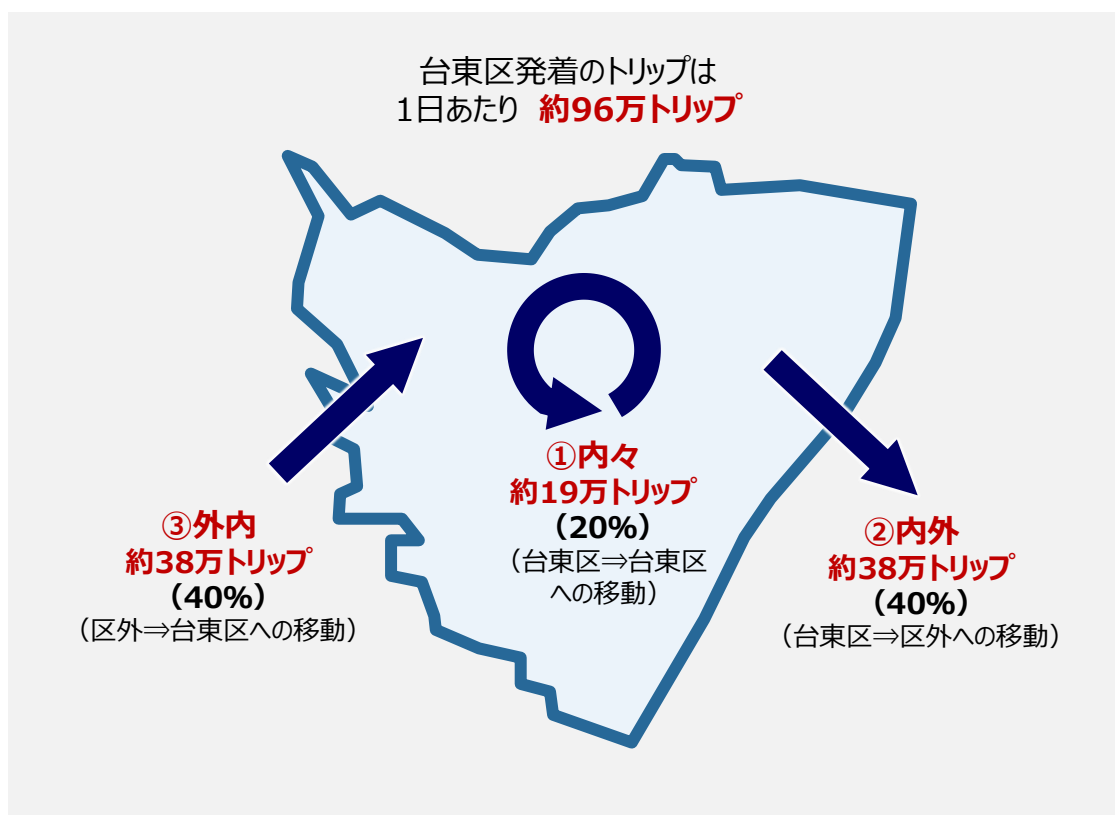 台東区発着のトリップは
1日あたり 約96万トリップ
①内々
約19万トリップ
（20%）
（台東区⇒台東区
への移動）
③外内
約38万トリップ
（40%）
（区外⇒台東区への移動）
②内外
約38万トリップ
（40%）
（台東区⇒区外への移動）